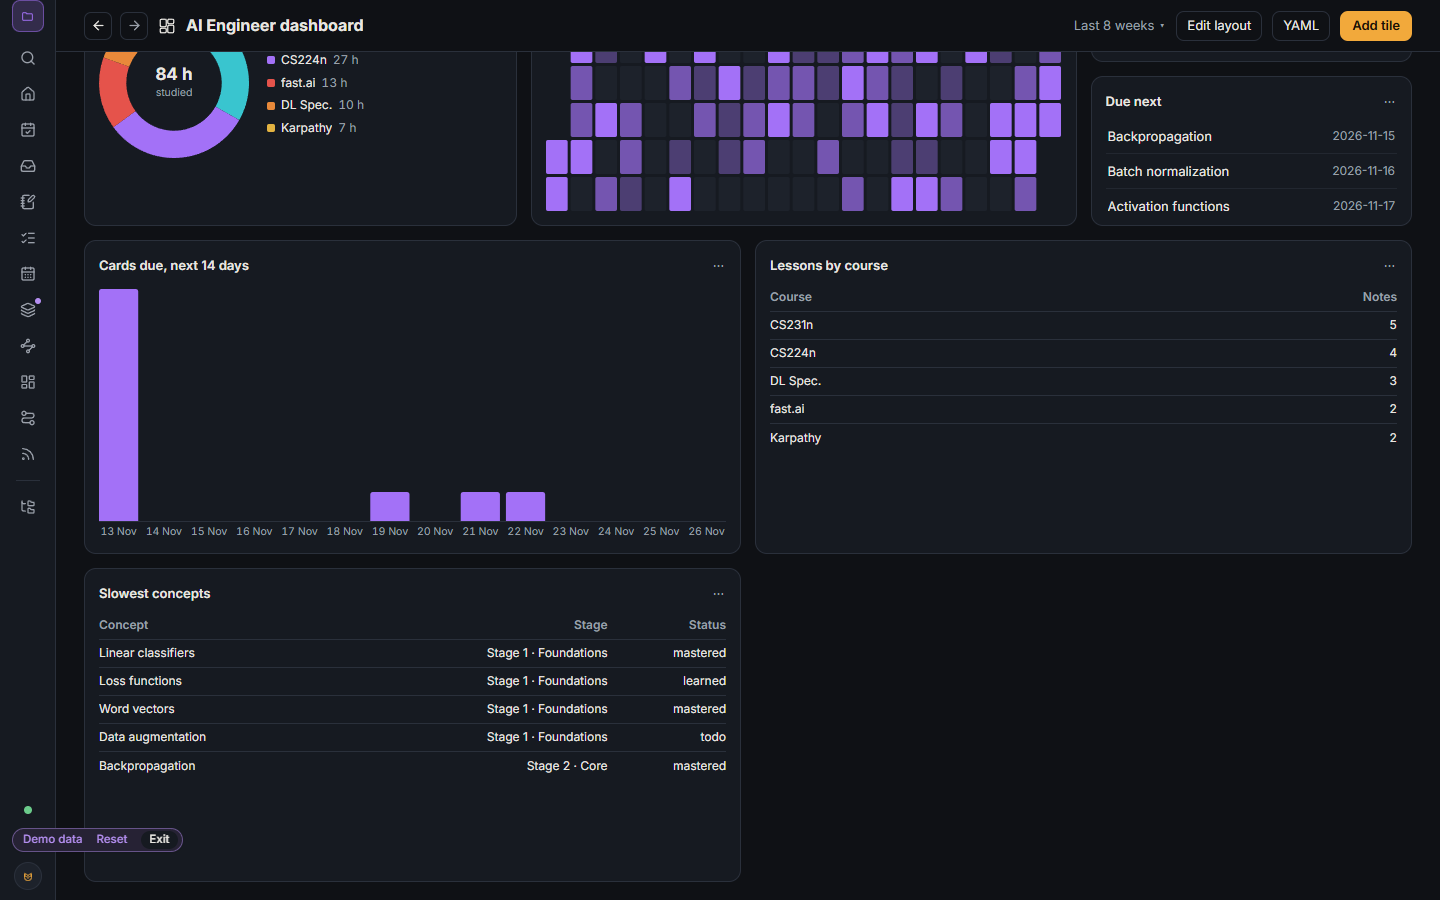 AI Engineer dashboard
Last 8 weeks
Edit layout
YAML
Add tile
84 h
studied
CS224n 27 h
fast.ai 13 h
DL Spec. 10 h
Karpathy 7 h
Due next
Backpropagation 2026-11-15
Batch normalization 2026-11-16
Activation functions 2026-11-17
Cards due, next 14 days
13 Nov 14 Nov 15 Nov 16 Nov 17 Nov 18 Nov 19 Nov 20 Nov 21 Nov 22 Nov 23 Nov 24 Nov 25 Nov 26 Nov
Lessons by course
Course Notes
CS231n 5
CS224n 4
DL Spec. 3
fast.ai 2
Karpathy 2
Slowest concepts
Concept Stage Status
Linear classifiers Stage 1 · Foundations mastered
Loss functions Stage 1 · Foundations learned
Word vectors Stage 1 · Foundations mastered
Data augmentation Stage 1 · Foundations todo
Backpropagation Stage 2 · Core mastered
Demo data Reset Exit